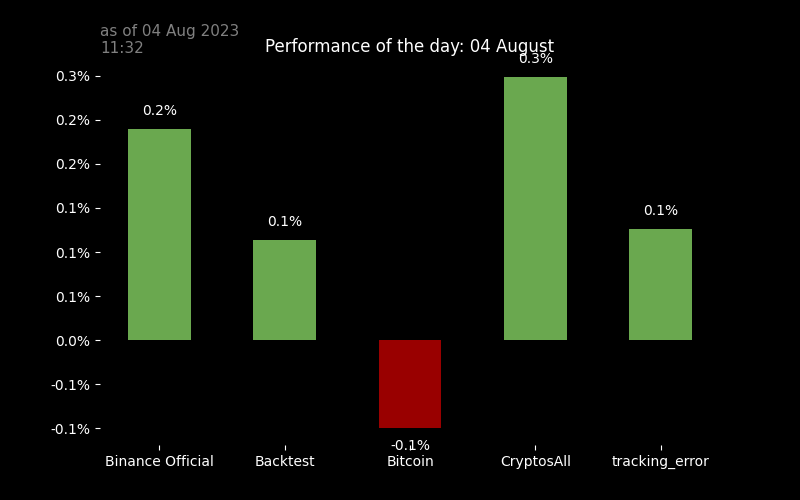 as of 04 Aug 2023
11:32
Performance of the day: 04 August
0.3%
0.2%
0.2%
0.1%
0.1%
0.1%
0.0%
-0.1%
-0.1%
0.2%
0.1%
-0.1%
0.3%
0.1%
Binance Official
Backtest
Bitcoin
CryptosAll
tracking_error